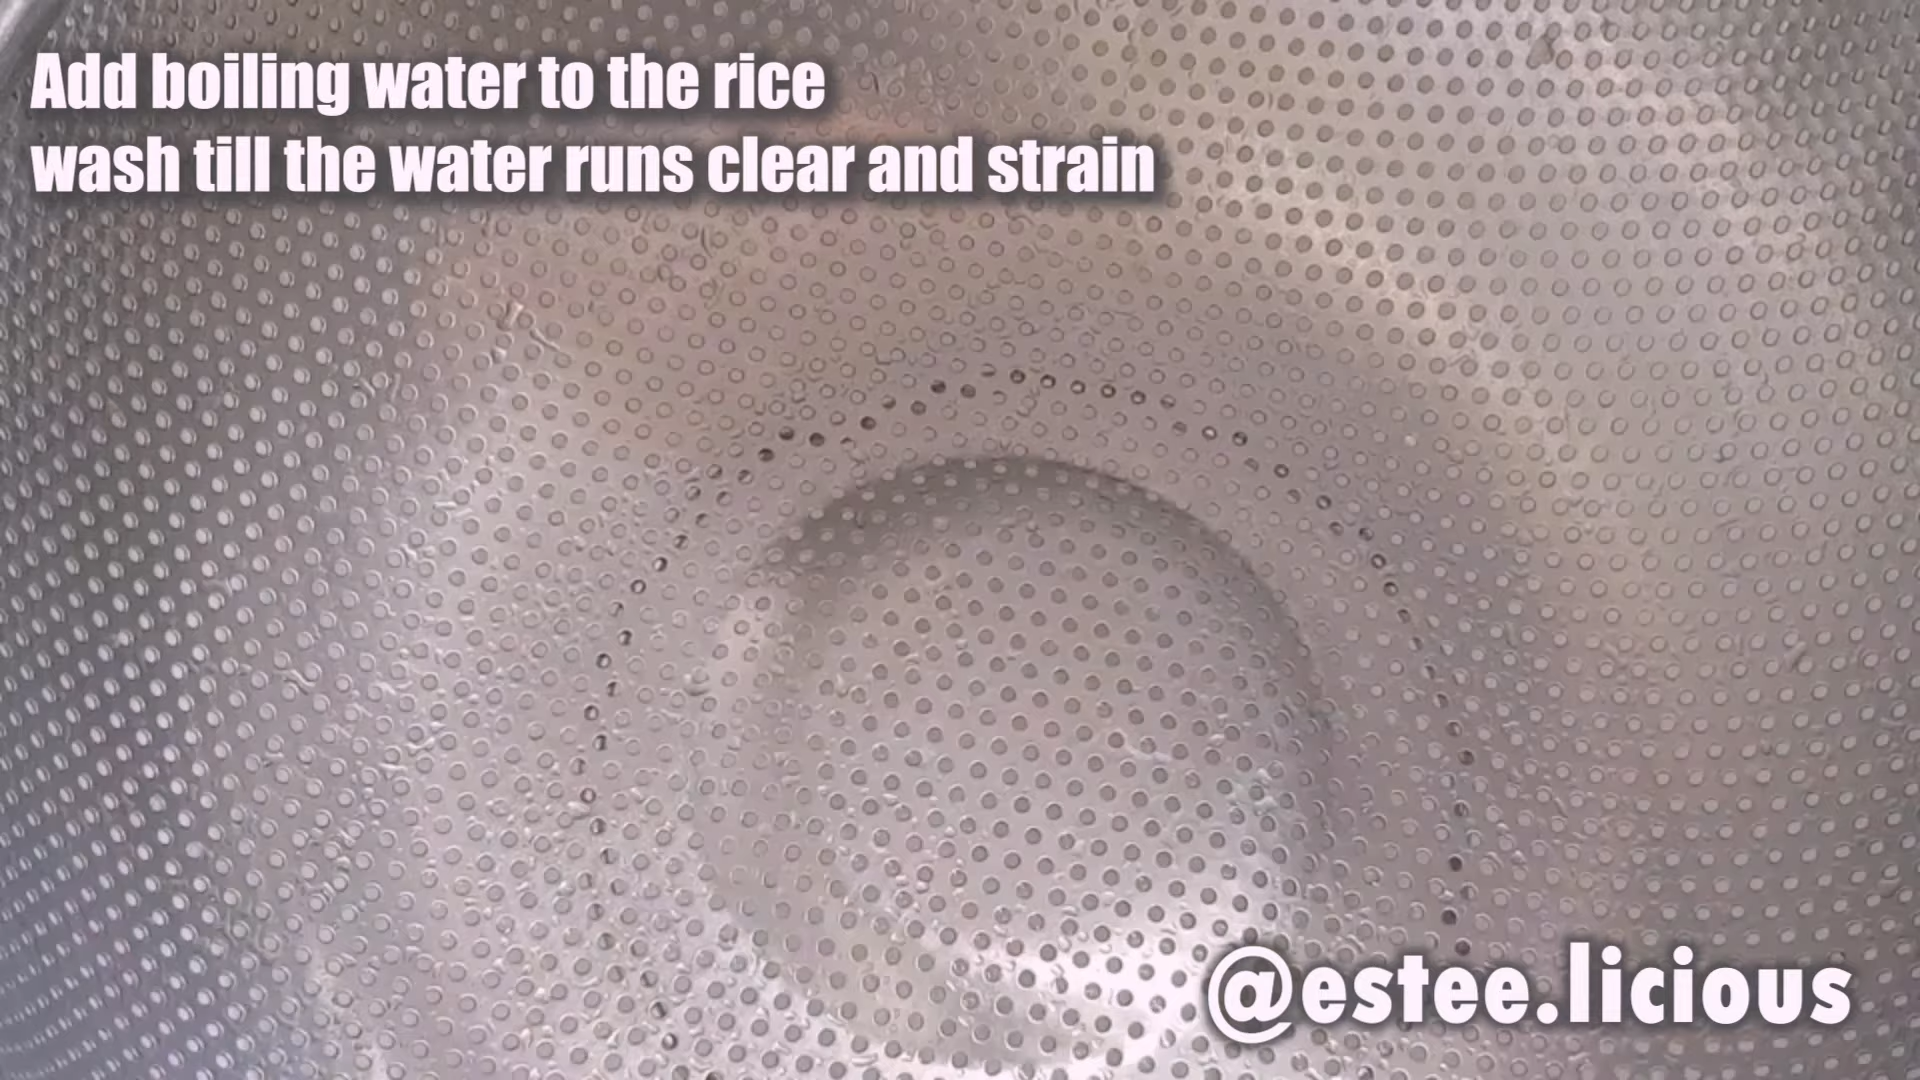 Add boiling water to the rice
wash till the water runs clear and strain
@estee.licious